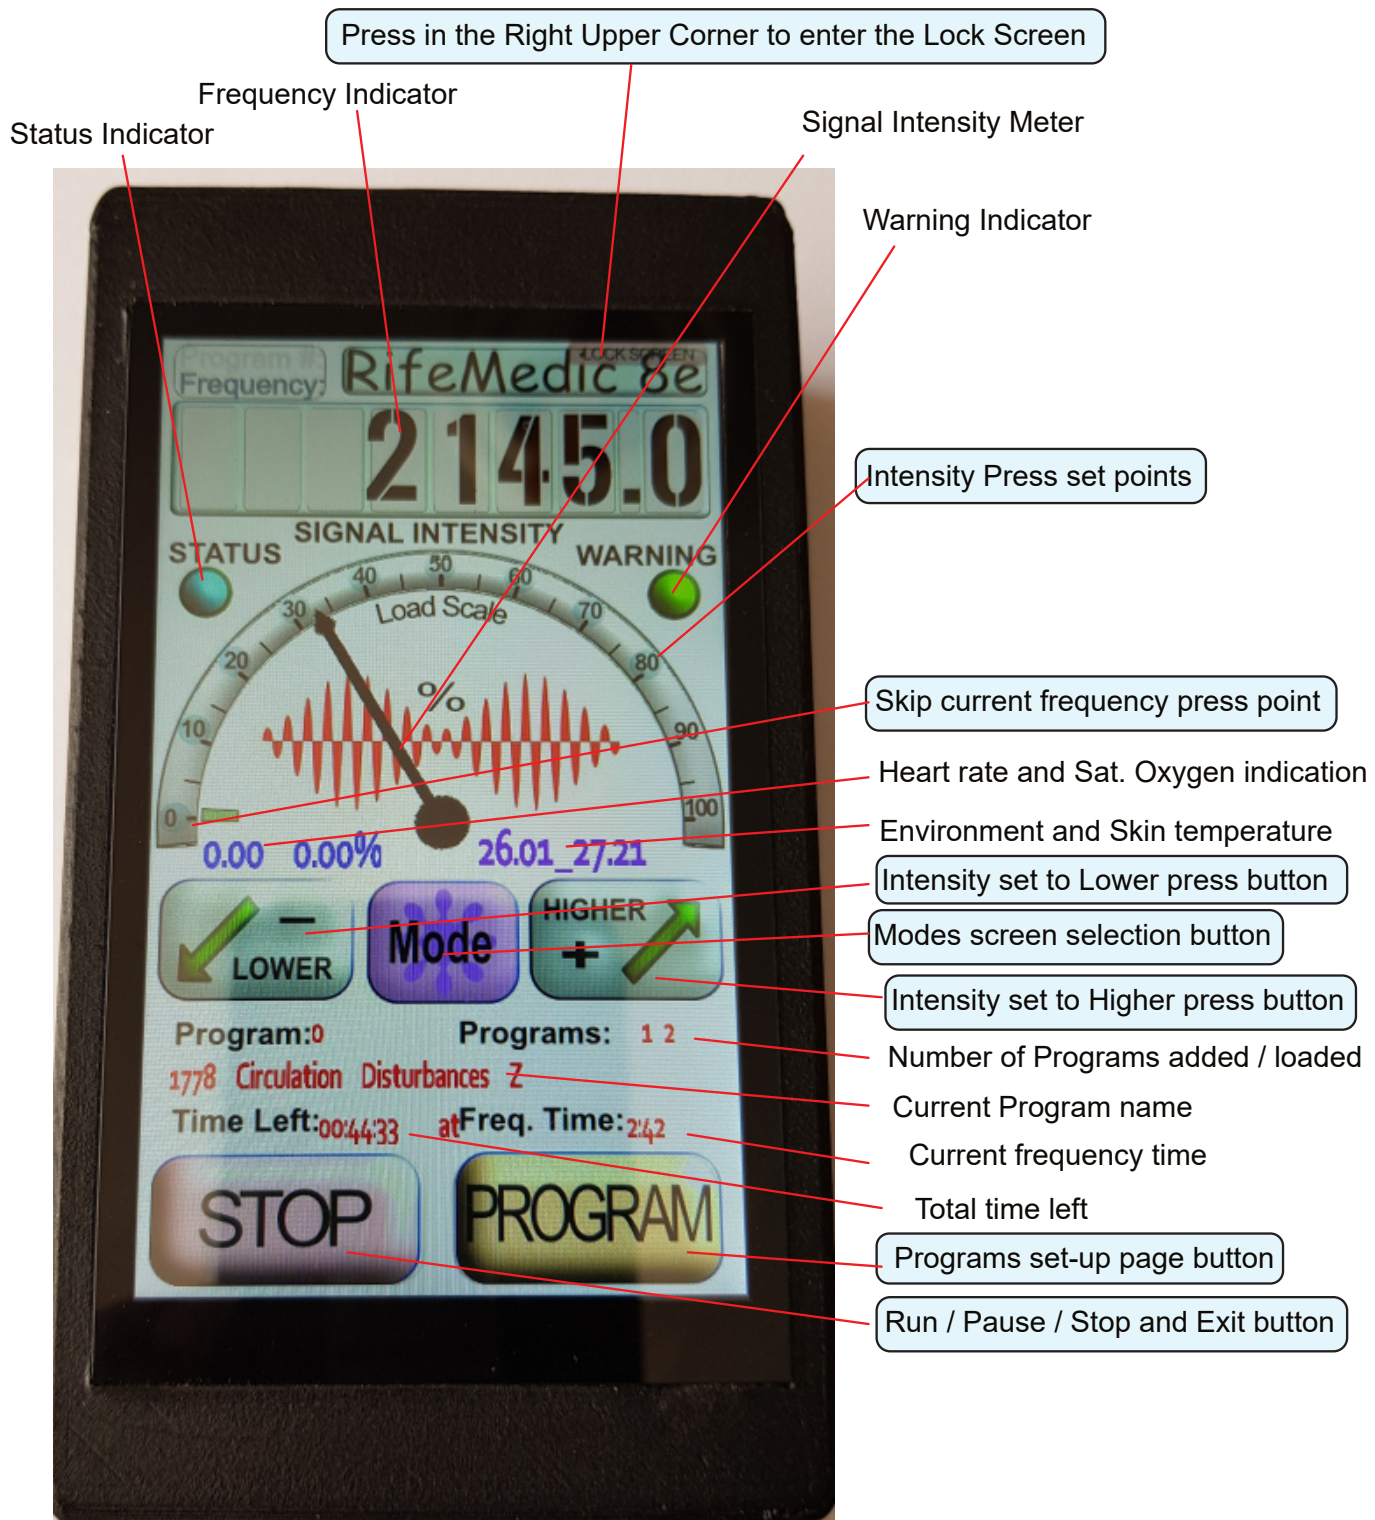 Press in the Right Upper Corner to enter the Lock Screen
Frequency Indicator
Signal Intensity Meter
Status Indicator
Warning Indicator
Program #:
Frequency:
RifeMedic 8e
LOCK SCREEN
2145.0
Intensity Press set points
SIGNAL INTENSITY
STATUS
WARNING
0 10 20 30 40 50 60 70 80 90 100
Load Scale
%
Skip current frequency press point
Heart rate and Sat. Oxygen indication
Environment and Skin temperature
0.00 0.00% 26.01_27.21
Intensity set to Lower press button
Modes screen selection button
Intensity set to Higher press button
− LOWER
Mode
HIGHER +
Program:0 Programs: 1 2
Number of Programs added / loaded
1778 Circulation Disturbances Z
Current Program name
Time Left:00:44:33 atFreq. Time:2:42
Current frequency time
Total time left
STOP
PROGRAM
Programs set-up page button
Run / Pause / Stop and Exit button